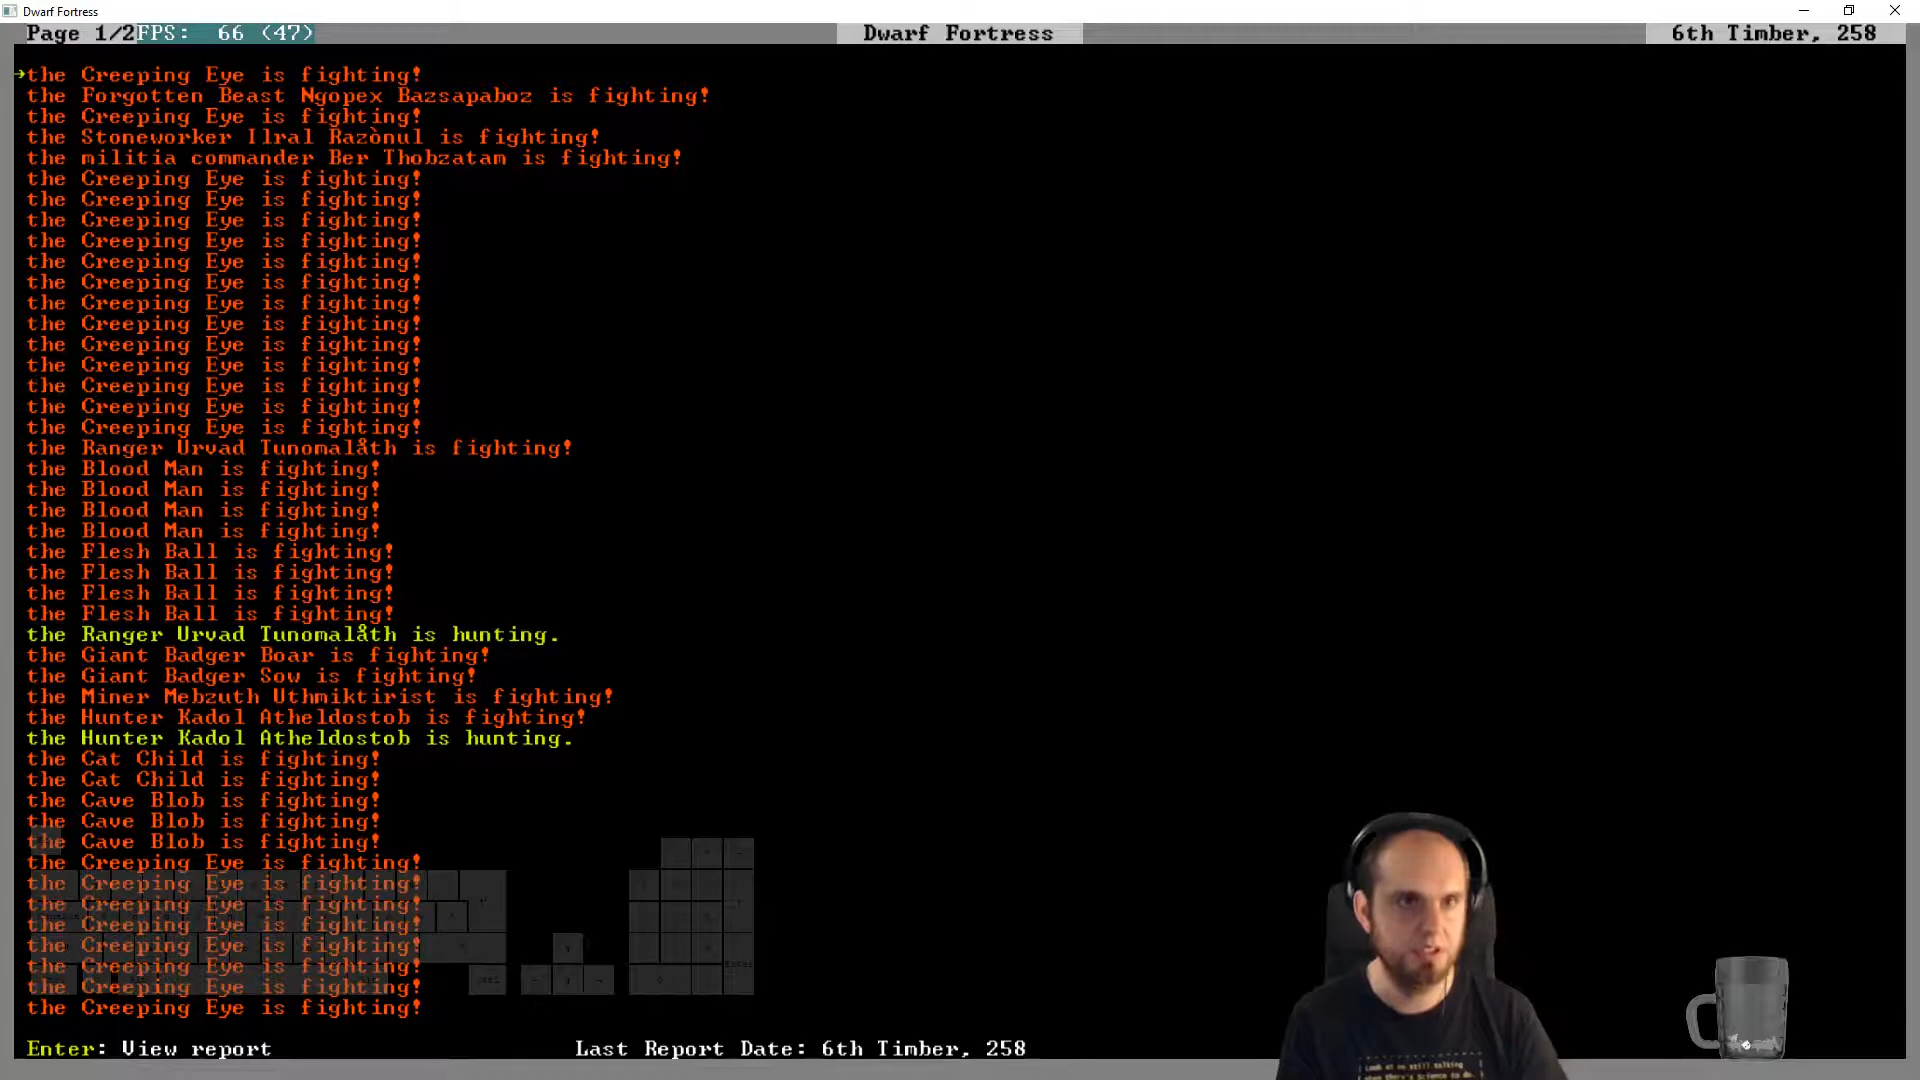 Dwarf Fortress
Page 1/2 FPS: 66 (47) Dwarf Fortress 6th Timber, 258
the Creeping Eye is fighting!
the Forgotten Beast Ngopex Bazsapaboz is fighting!
the Creeping Eye is fighting!
the Stoneworker Ilral Razònul is fighting!
the militia commander Ber Thobzatam is fighting!
the Creeping Eye is fighting!
the Creeping Eye is fighting!
the Creeping Eye is fighting!
the Creeping Eye is fighting!
the Creeping Eye is fighting!
the Creeping Eye is fighting!
the Creeping Eye is fighting!
the Creeping Eye is fighting!
the Creeping Eye is fighting!
the Creeping Eye is fighting!
the Creeping Eye is fighting!
the Creeping Eye is fighting!
the Creeping Eye is fighting!
the Ranger Urvad Tunomalåth is fighting!
the Blood Man is fighting!
the Blood Man is fighting!
the Blood Man is fighting!
the Blood Man is fighting!
the Flesh Ball is fighting!
the Flesh Ball is fighting!
the Flesh Ball is fighting!
the Flesh Ball is fighting!
the Ranger Urvad Tunomalåth is hunting.
the Giant Badger Boar is fighting!
the Giant Badger Sow is fighting!
the Miner Mebzuth Uthmiktirist is fighting!
the Hunter Kadol Atheldostob is fighting!
the Hunter Kadol Atheldostob is hunting.
the Cat Child is fighting!
the Cat Child is fighting!
the Cave Blob is fighting!
the Cave Blob is fighting!
the Cave Blob is fighting!
the Creeping Eye is fighting!
the Creeping Eye is fighting!
the Creeping Eye is fighting!
the Creeping Eye is fighting!
the Creeping Eye is fighting!
the Creeping Eye is fighting!
the Creeping Eye is fighting!
the Creeping Eye is fighting!
Enter: View report Last Report Date: 6th Timber, 258
Look at me still talking
when there's science to do.